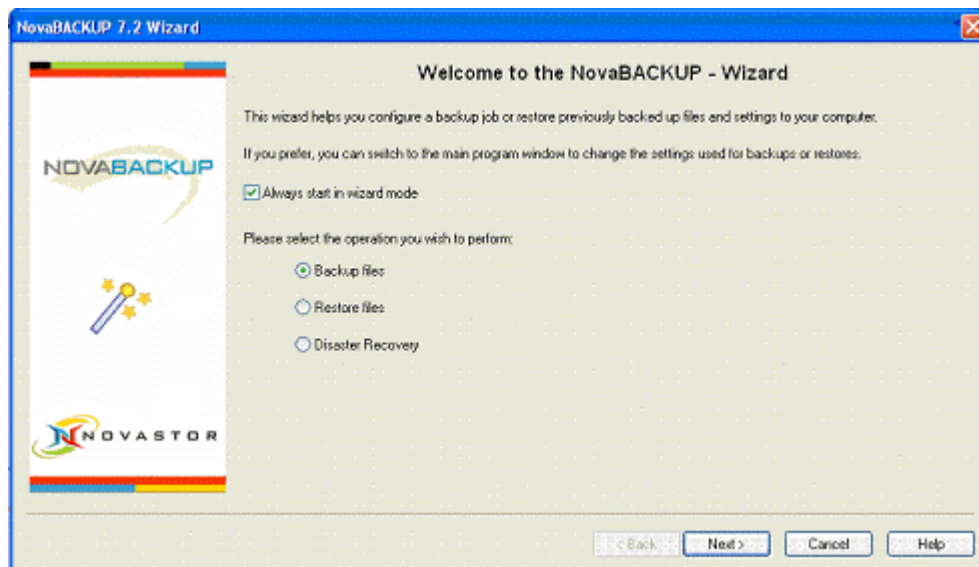 NovaBACKUP 7.2 Wizard
Welcome to the NovaBACKUP - Wizard
This wizard helps you configure a backup job or restore previously backed up files and settings to your computer.
If you prefer, you can switch to the main program window to change the settings used for backups or restores.
Always start in wizard mode
Please select the operation you wish to perform:
Backup files
Restore files
Disaster Recovery
NOVABACKUP
NOVASTOR
< Back
Next >
Cancel
Help